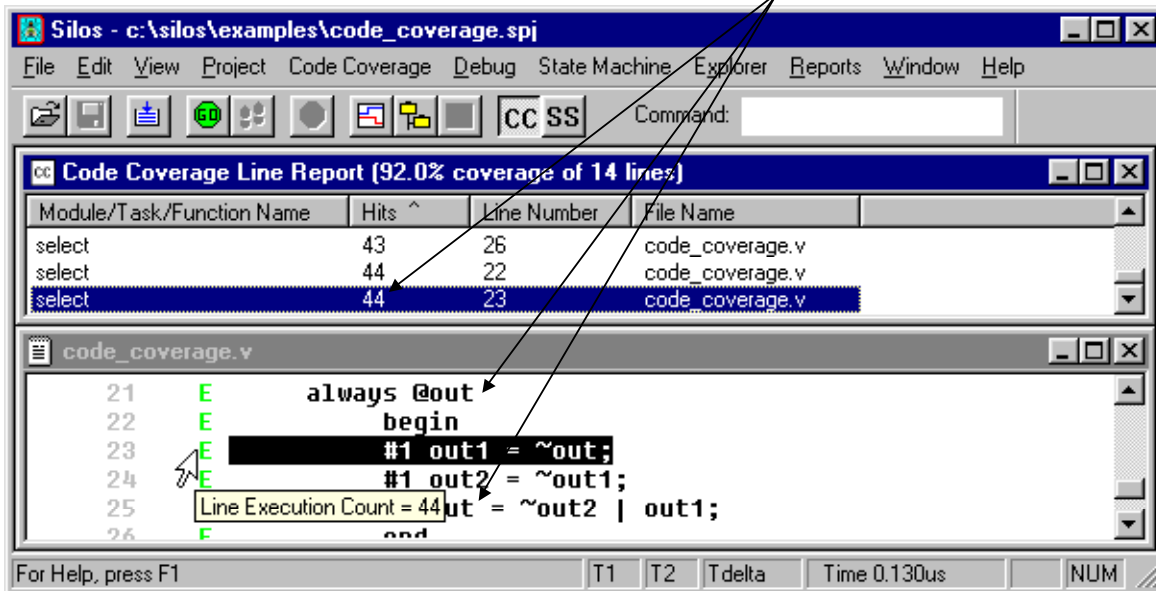 Silos - c:\silos\examples\code_coverage.spj
File Edit View Project Code Coverage Debug State Machine Explorer Reports Window Help
GO CC SS Command:
CC Code Coverage Line Report (92.0% coverage of 14 lines)
Module/Task/Function Name Hits ^ Line Number File Name
select 43 26 code_coverage.v
select 44 22 code_coverage.v
select 44 23 code_coverage.v
code_coverage.v
21 E always @out
22 E begin
23 E #1 out1 = ~out;
24 E #1 out2 = ~out1;
25 Line Execution Count = 44 ut = ~out2 | out1;
26 E end
For Help, press F1 T1 T2 Tdelta Time 0.130us NUM